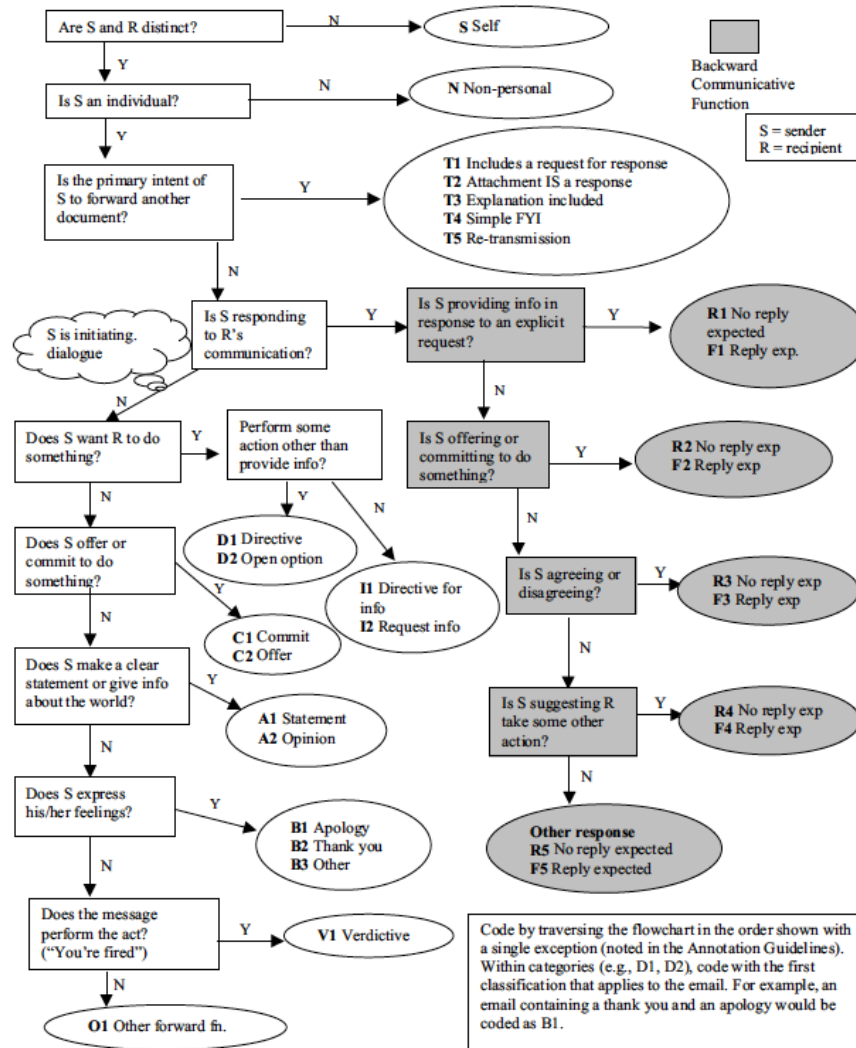 Are S and R distinct?
N
S Self
Y
Backward
Communicative
Function
Is S an individual?
N
N Non-personal
S = sender
R = recipient
Y
Is the primary intent of
S to forward another
document?
Y
T1 Includes a request for response
T2 Attachment IS a response
T3 Explanation included
T4 Simple FYI
T5 Re-transmission
N
S is initiating.
dialogue
Is S responding
to R's
communication?
Y
Is S providing info in
response to an explicit
request?
Y
R1 No reply
expected
F1 Reply exp.
N
N
Does S want R to do
something?
Y
Perform some
action other than
provide info?
Is S offering or
committing to do
something?
Y
R2 No reply exp
F2 Reply exp
N
Y
N
N
Does S offer or
commit to do
something?
D1 Directive
D2 Open option
I1 Directive for
info
I2 Request info
Is S agreeing or
disagreeing?
Y
R3 No reply exp
F3 Reply exp
Y
C1 Commit
C2 Offer
N
N
Does S make a clear
statement or give info
about the world?
Y
A1 Statement
A2 Opinion
Is S suggesting R
take some other
action?
Y
R4 No reply exp
F4 Reply exp
N
N
Does S express
his/her feelings?
Y
B1 Apology
B2 Thank you
B3 Other
Other response
R5 No reply expected
F5 Reply expected
N
Does the message
perform the act?
("You're fired")
Y
V1 Verdictive
N
O1 Other forward fn.
Code by traversing the flowchart in the order shown with
a single exception (noted in the Annotation Guidelines).
Within categories (e.g., D1, D2), code with the first
classification that applies to the email. For example, an
email containing a thank you and an apology would be
coded as B1.